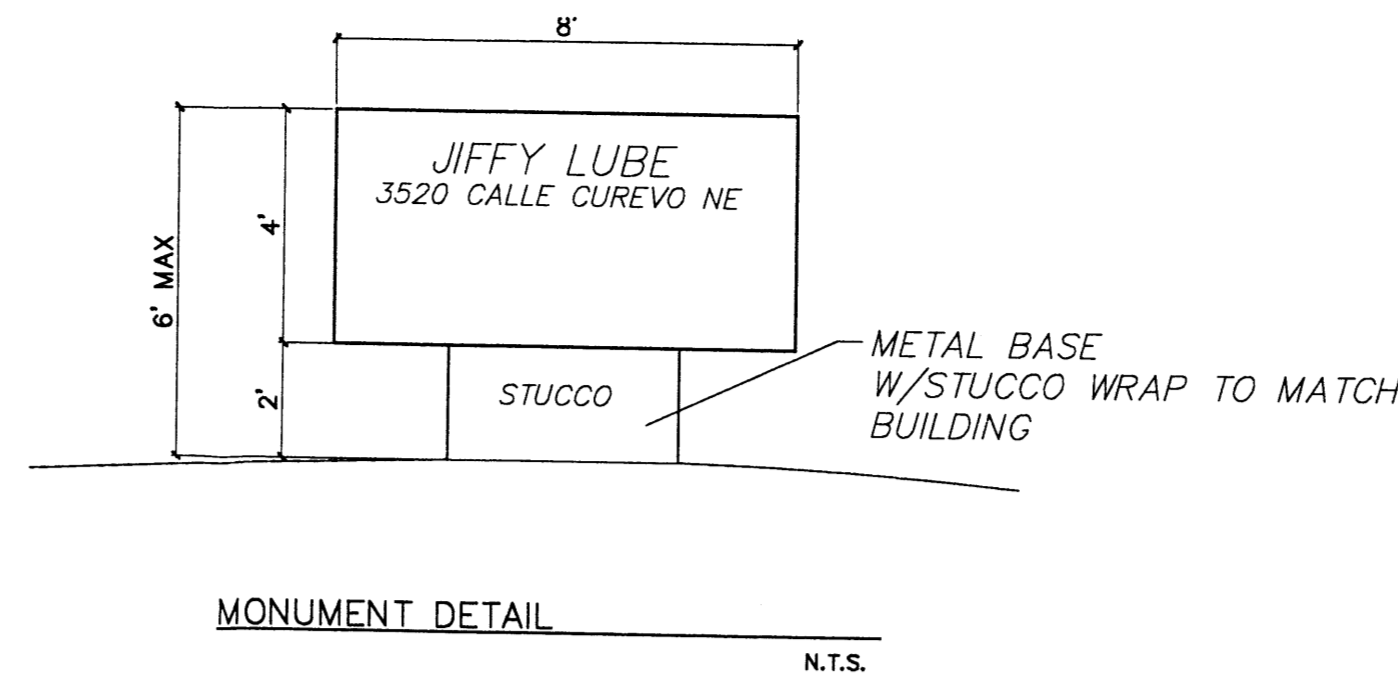 8'
JIFFY LUBE
3520 CALLE CUREVO NE
6' MAX
4'
2'
STUCCO
METAL BASE
W/STUCCO WRAP TO MATCH
BUILDING
MONUMENT DETAIL
N.T.S.